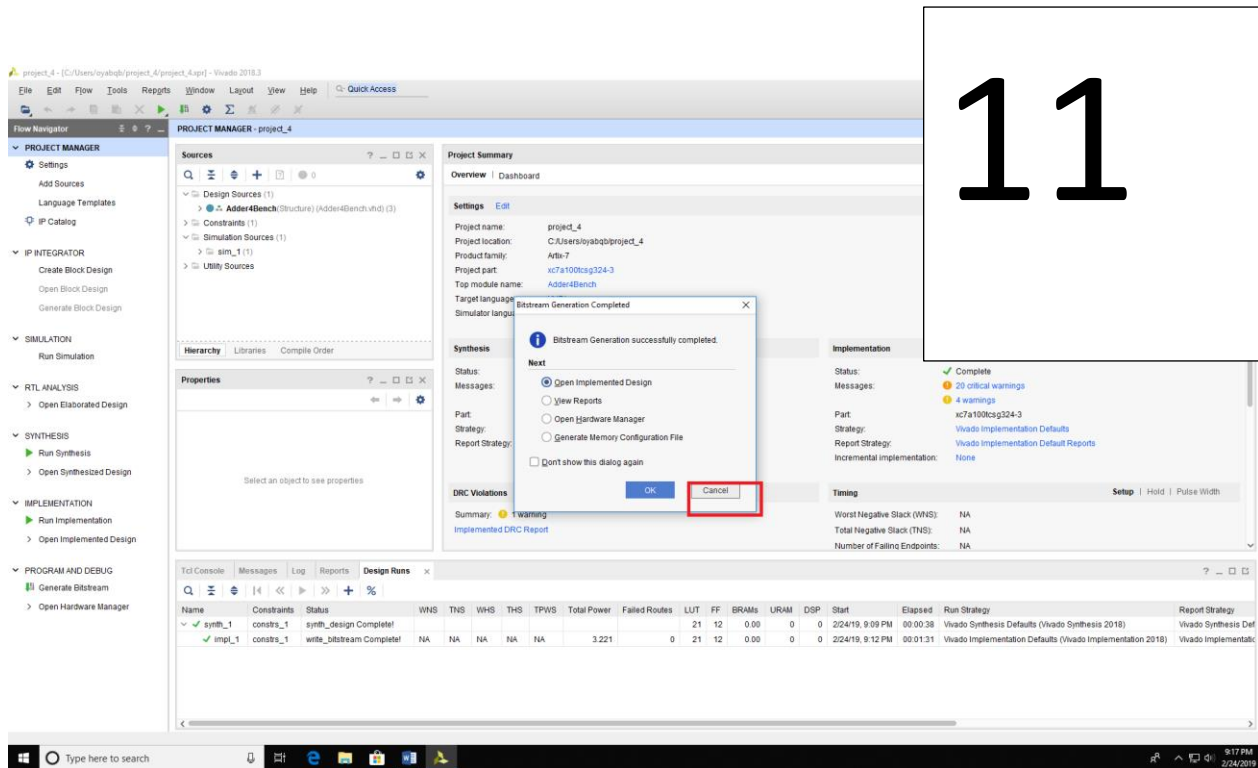 11
project_4 - [C:/Users/oyabqb/project_4/project_4.xpr] - Vivado 2018.3
File Edit Flow Tools Reports Window Layout View Help Quick Access
Flow Navigator
PROJECT MANAGER
Settings
Add Sources
Language Templates
IP Catalog
IP INTEGRATOR
Create Block Design
Open Block Design
Generate Block Design
SIMULATION
Run Simulation
RTL ANALYSIS
Open Elaborated Design
SYNTHESIS
Run Synthesis
Open Synthesized Design
IMPLEMENTATION
Run Implementation
Open Implemented Design
PROGRAM AND DEBUG
Generate Bitstream
Open Hardware Manager
PROJECT MANAGER - project_4
Sources
0
Design Sources (1)
Adder4Bench(Structure) (Adder4Bench.vhd) (3)
Constraints (1)
Simulation Sources (1)
sim_1 (1)
Utility Sources
Hierarchy Libraries Compile Order
Properties
Select an object to see properties
Project Summary
Overview | Dashboard
Settings Edit
Project name: project_4
Project location: C:/Users/oyabqb/project_4
Product family: Artix-7
Project part: xc7a100tcsg324-3
Top module name: Adder4Bench
Target language
Simulator langu
Synthesis
Status:
Messages:
Part:
Strategy:
Report Strategy:
Bitstream Generation Completed
Bitstream Generation successfully completed.
Next
Open Implemented Design
View Reports
Open Hardware Manager
Generate Memory Configuration File
Don't show this dialog again
OK Cancel
Implementation
Status: Complete
Messages: 20 critical warnings
4 warnings
Part: xc7a100tcsg324-3
Strategy: Vivado Implementation Defaults
Report Strategy: Vivado Implementation Default Reports
Incremental implementation: None
DRC Violations
Summary: 1 warning
Implemented DRC Report
Timing Setup | Hold | Pulse Width
Worst Negative Slack (WNS): NA
Total Negative Slack (TNS): NA
Number of Failing Endpoints: NA
Tcl Console Messages Log Reports Design Runs
Name Constraints Status WNS TNS WHS THS TPWS Total Power Failed Routes LUT FF BRAMs URAM DSP Start Elapsed Run Strategy Report Strategy
synth_1 constrs_1 synth_design Complete! 21 12 0.00 0 0 2/24/19, 9:09 PM 00:00:38 Vivado Synthesis Defaults (Vivado Synthesis 2018) Vivado Synthesis Def
impl_1 constrs_1 write_bitstream Complete! NA NA NA NA NA 3.221 0 21 12 0.00 0 0 2/24/19, 9:12 PM 00:01:31 Vivado Implementation Defaults (Vivado Implementation 2018) Vivado Implementatic
Type here to search
9:17 PM
2/24/2019